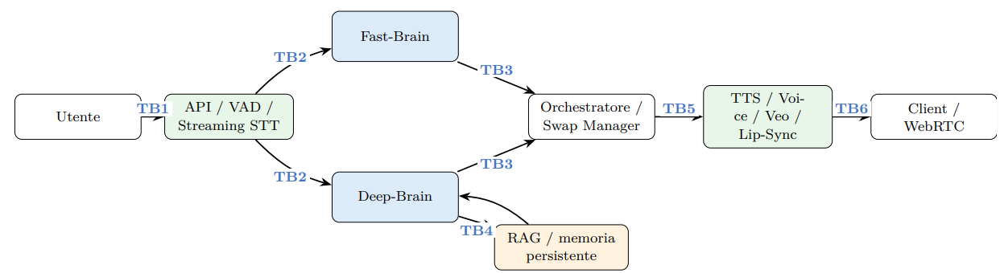 Fast-Brain
TB2
TB3
Utente
TB1
API / VAD /
Streaming STT
Orchestratore /
Swap Manager
TB5
TTS / Voi-
ce / Veo /
Lip-Sync
TB6
Client /
WebRTC
TB2
TB3
Deep-Brain
TB4
RAG / memoria
persistente